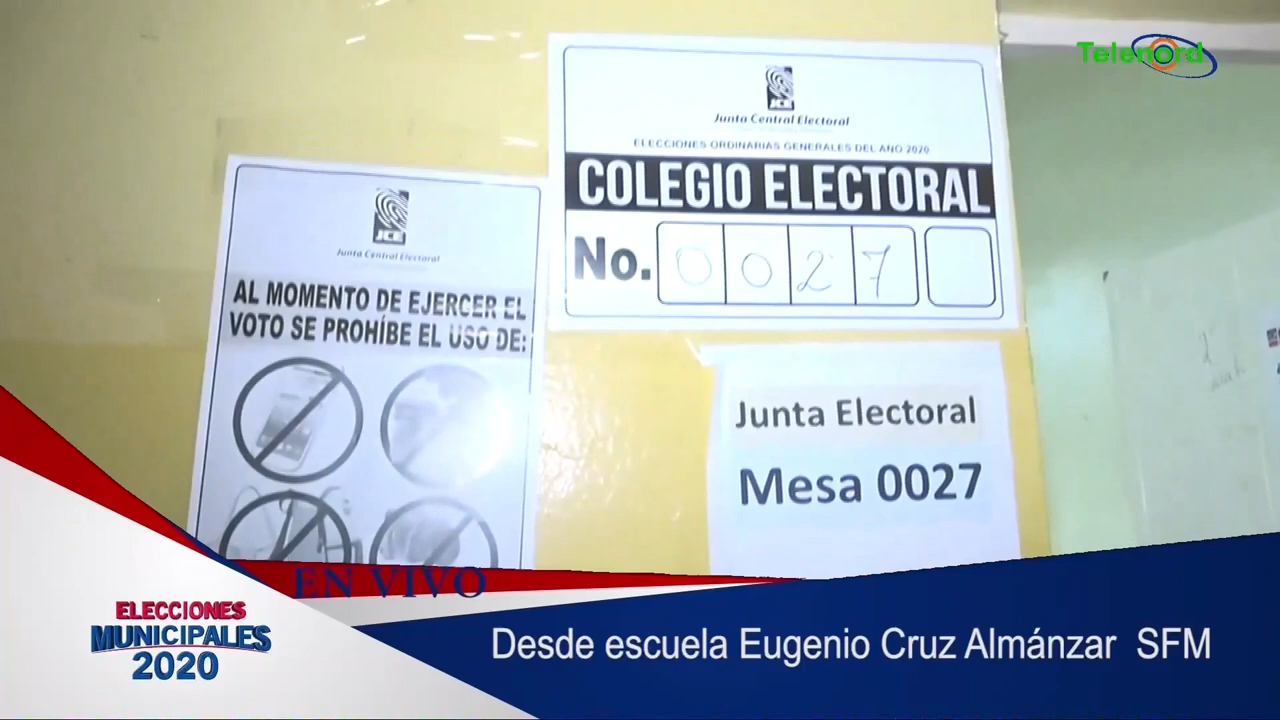 Telenord
JCE
Junta Central Electoral
ELECCIONES ORDINARIAS GENERALES DEL AÑO 2020
COLEGIO ELECTORAL
No. 0027
JCE
Junta Central Electoral
AL MOMENTO DE EJERCER EL
VOTO SE PROHÍBE EL USO DE:
Junta Electoral
Mesa 0027
EN VIVO
ELECCIONES
MUNICIPALES
2020
Desde escuela Eugenio Cruz Almánzar SFM